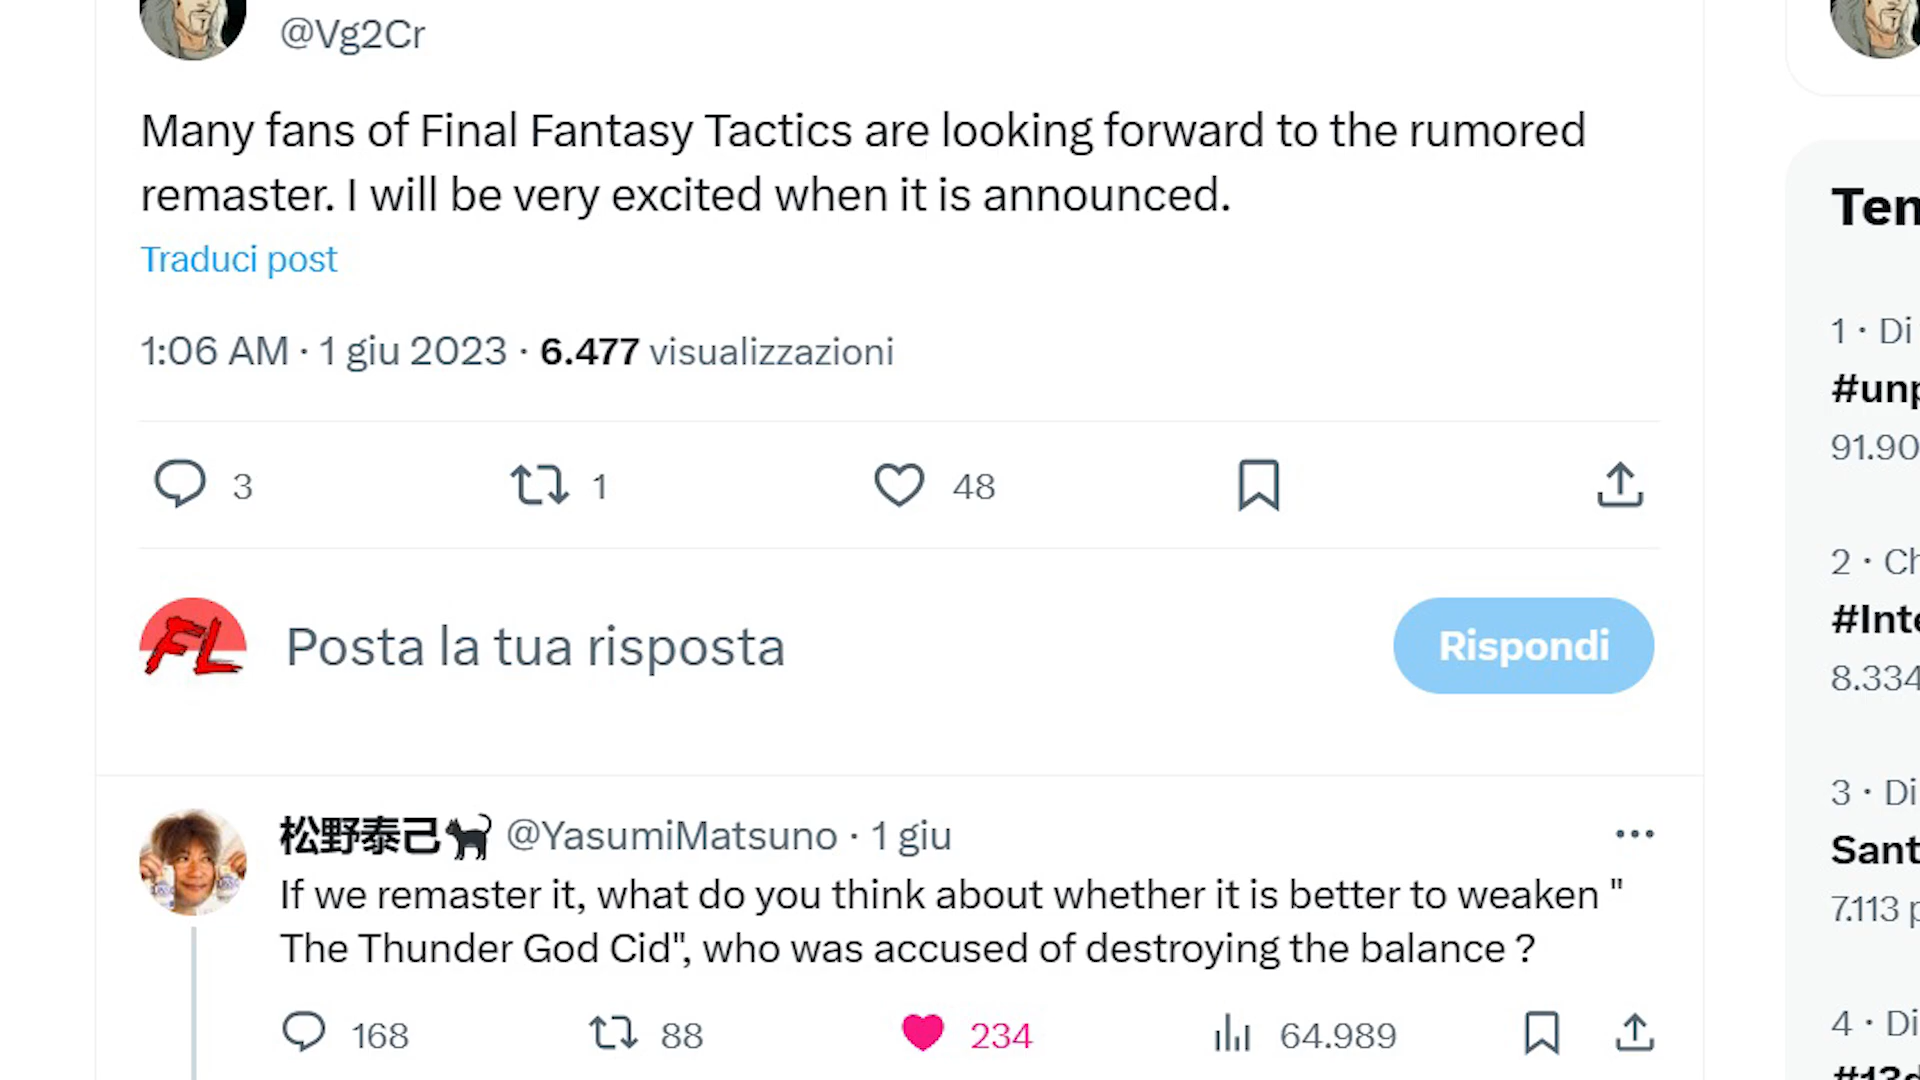 @Vg2Cr
Many fans of Final Fantasy Tactics are looking forward to the rumored
remaster. I will be very excited when it is announced.
Traduci post
1:06 AM · 1 giu 2023 · 6.477 visualizzazioni
3 1 48
FL Posta la tua risposta Rispondi
松野泰己🐈‍⬛ @YasumiMatsuno · 1 giu
If we remaster it, what do you think about whether it is better to weaken "
The Thunder God Cid", who was accused of destroying the balance ?
168 88 234 64.989
Ten
1 · Di
#unp
91.90
2 · Ch
#Inte
8.334
3 · Di
Sant
7.113 p
4 · Di